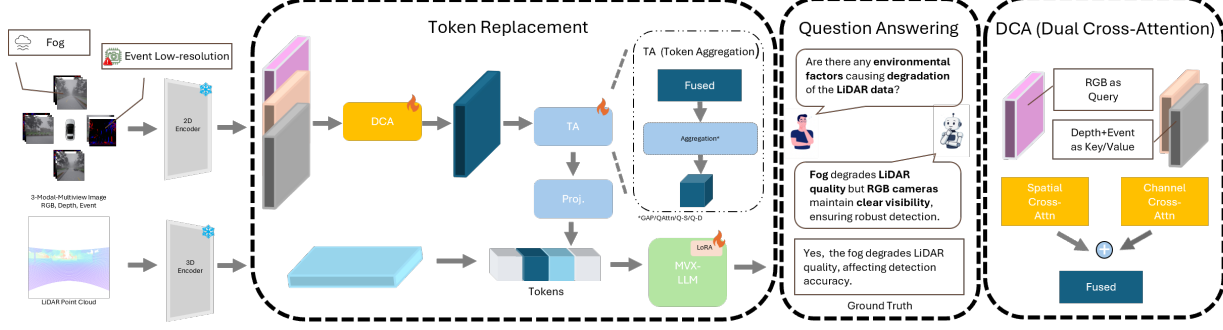 Fog
Event Low-resolution
2D
Encoder
3-Modal-Multiview Image
RGB, Depth, Event
3D
Encoder
LiDAR Point Cloud
Token Replacement
DCA
TA
Proj.
TA (Token Aggregation)
Fused
Aggregation*
*GAP/QAttn/Q-S/Q-D
Tokens
LoRA
MVX-
LLM
Question Answering
Are there any environmental
factors causing degradation
of the LiDAR data?
Fog degrades LiDAR
quality but RGB cameras
maintain clear visibility,
ensuring robust detection.
Yes, the fog degrades LiDAR
quality, affecting detection
accuracy.
Ground Truth
DCA (Dual Cross-Attention)
RGB as
Query
Depth+Event
as Key/Value
Spatial
Cross-
Attn
Channel
Cross-
Attn
Fused